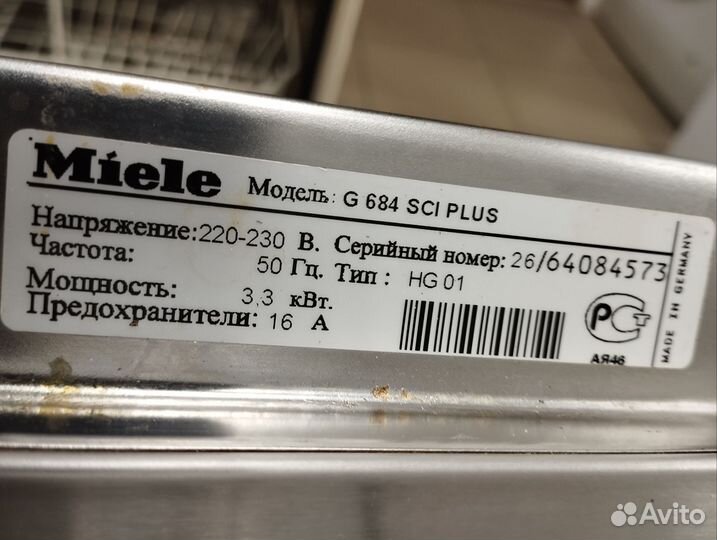 Miele Модель: G 684 SCI PLUS
Напряжение: 220-230 В. Серийный номер: 26/64084573
Частота: 50 Гц. Тип : HG 01
Мощность: 3,3 кВт.
Предохранители: 16 А
РСТ
АЯ46
MADE IN GERMANY
Avito